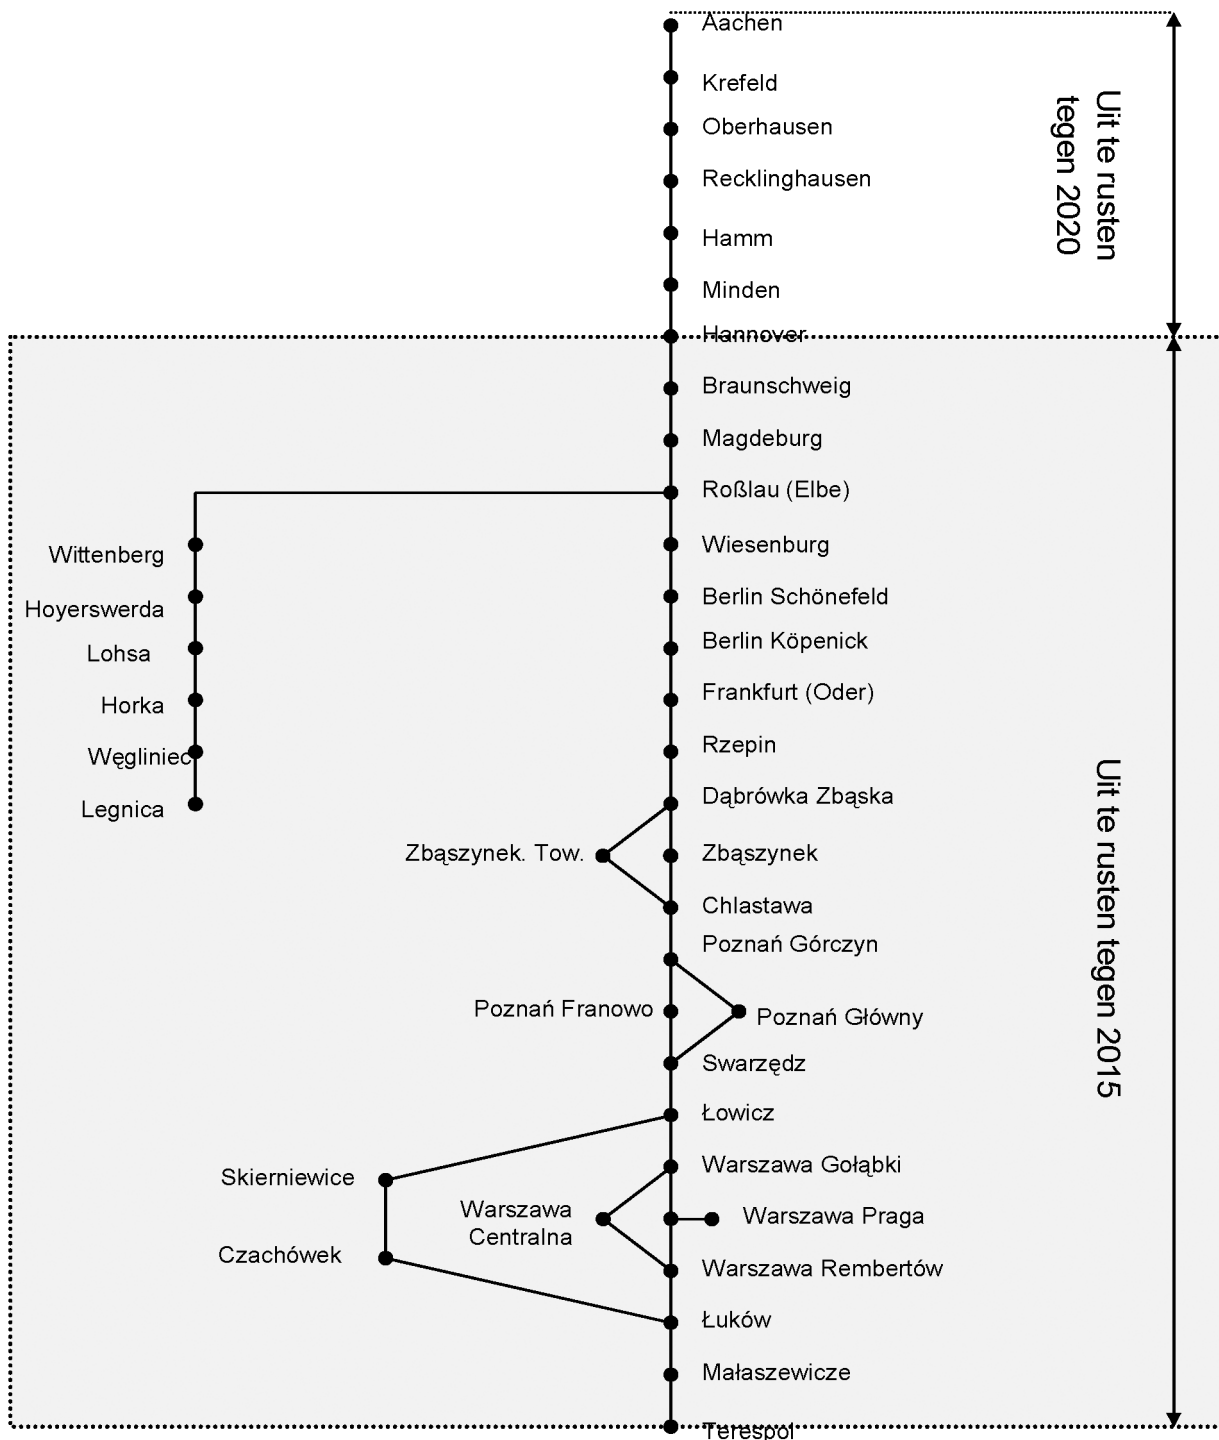 Aachen
Krefeld
Oberhausen
Recklinghausen
Hamm
Minden
Hannover
Uit te rusten
tegen 2020
Braunschweig
Magdeburg
Roßlau (Elbe)
Wiesenburg
Berlin Schönefeld
Berlin Köpenick
Frankfurt (Oder)
Rzepin
Dąbrówka Zbąska
Zbąszynek
Chlastawa
Poznań Górczyn
Swarzędz
Łowicz
Warszawa Gołąbki
Warszawa Praga
Warszawa Rembertów
Łuków
Małaszewicze
Terespol
Wittenberg
Hoyerswerda
Lohsa
Horka
Węgliniec
Legnica
Zbąszynek. Tow.
Poznań Franowo
Poznań Główny
Skierniewice
Czachówek
Warszawa
Centralna
Uit te rusten tegen 2015